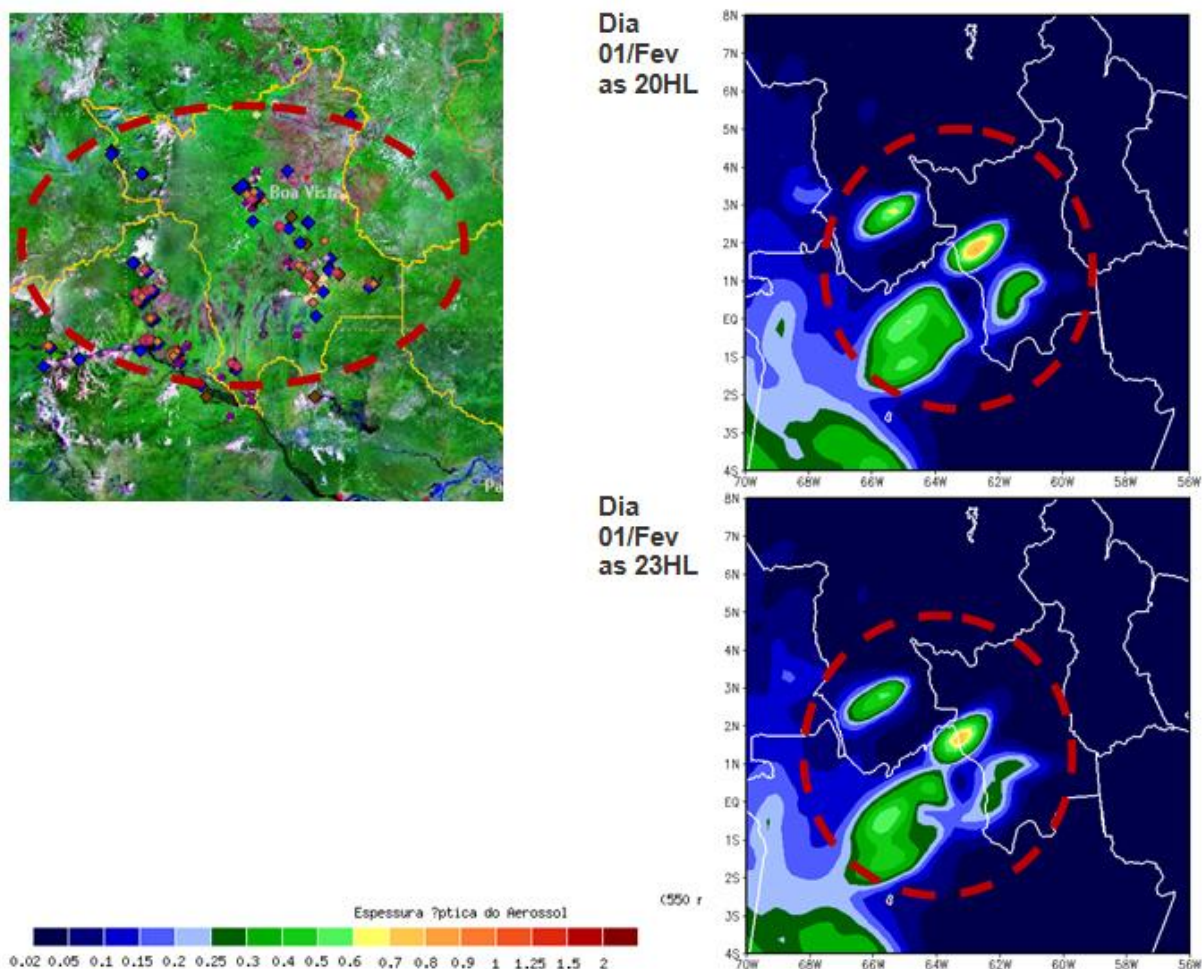 Boa Vista
Pa
Dia
01/Fev
as 20HL
8N
7N
6N
5N
4N
3N
2N
1N
EQ
1S
2S
3S
4S
70W 68W 66W 64W 62W 60W 58W 56W
Dia
01/Fev
as 23HL
8N
7N
6N
5N
4N
3N
2N
1N
EQ
1S
2S
3S
4S
70W 68W 66W 64W 62W 60W 58W 56W
(550 r
Espessura ?ptica do Aerossol
0.02 0.05 0.1 0.15 0.2 0.25 0.3 0.4 0.5 0.6 0.7 0.8 0.9 1 1.25 1.5 2